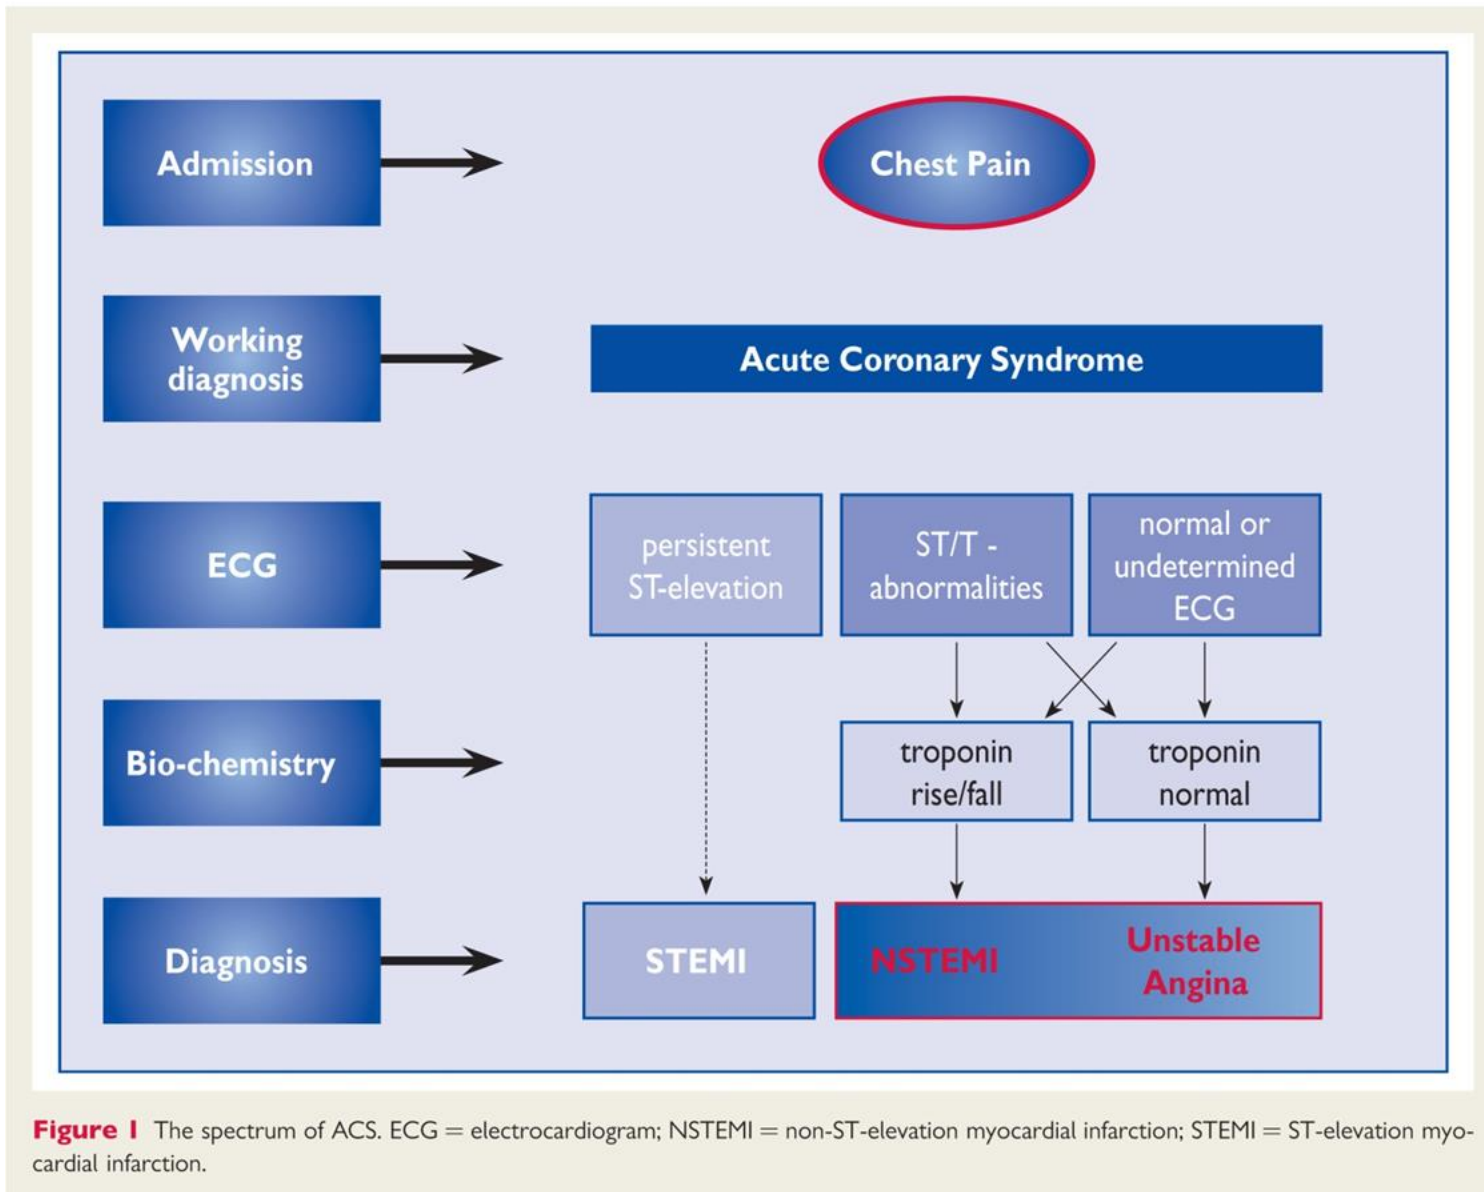 Admission
Chest Pain
Working
diagnosis
Acute Coronary Syndrome
ECG
persistent
ST-elevation
ST/T -
abnormalities
normal or
undetermined
ECG
Bio-chemistry
troponin
rise/fall
troponin
normal
Diagnosis
STEMI
NSTEMI
Unstable
Angina
Figure 1 The spectrum of ACS. ECG = electrocardiogram; NSTEMI = non-ST-elevation myocardial infarction; STEMI = ST-elevation myo-
cardial infarction.